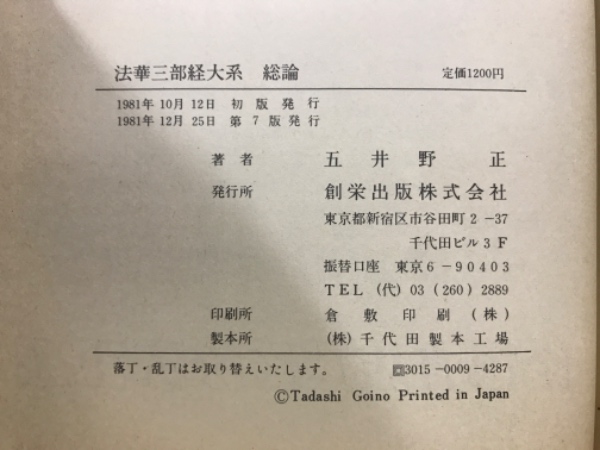 法華三部経大系 総論 定価1200円
1981年 10月 12日 初版発行
1981年 12月 25日 第7版発行
著者 五井野正
発行所 創栄出版株式会社
東京都新宿区市谷田町2-37
千代田ビル3F
振替口座 東京6-90403
TEL (代) 03 (260) 2889
印刷所 倉敷印刷(株)
製本所 (株)千代田製本工場
落丁・乱丁はお取り替えいたします。 3015-0009-4287
©Tadashi Goino Printed in Japan